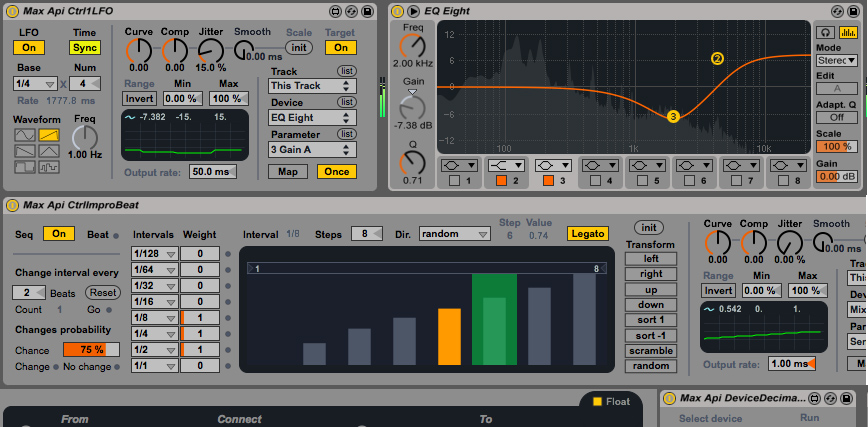 Max Api Ctrl1LFO
LFO
Time
Curve
Comp
Jitter
Smooth
Scale
Target
On
Sync
init
On
0.00
0.00
15.0 %
0.00 ms
Base
Num
1/4
x
4
Rate 1777.8 ms
Range
Min
Max
Invert
0.00 %
100 %
Waveform
Freq
1.00 Hz
-7.382
-15.
15.
Output rate:
50.0 ms
Track
list
This Track
Device
list
EQ Eight
Parameter
list
3 Gain A
Map
Once
EQ Eight
Freq
2.00 kHz
Gain
-7.38 dB
Q
0.71
12
6
0
-6
-12
100
1K
10K
2
3
1
2
3
4
5
6
7
8
Mode
Stereo
Edit
A
Adapt. Q
Off
Scale
100 %
Gain
0.00 dB
Max Api CtrlImproBeat
Seq
On
Beat
Intervals
Weight
Interval 1/8
Steps
8
Dir.
random
Step
6
Value
0.74
Legato
init
Change interval every
2
Beats
Reset
Count 1
Go
Changes probability
Chance
75 %
Change
No change
1/128
0
1/64
0
1/32
0
1/16
0
1/8
1
1/4
1
1/2
1
1/1
0
1
8
Transform
left
right
up
down
sort 1
sort -1
scramble
random
Curve
Comp
Jitter
Smooth
0.00
0.00
0.00 %
0.00 ms
Range
Min
Max
Invert
0.00 %
100 %
0.542
0.
1.
Output rate:
1.00 ms
Float
From
Connect
To
Max Api DeviceDecima...
Select device
Run